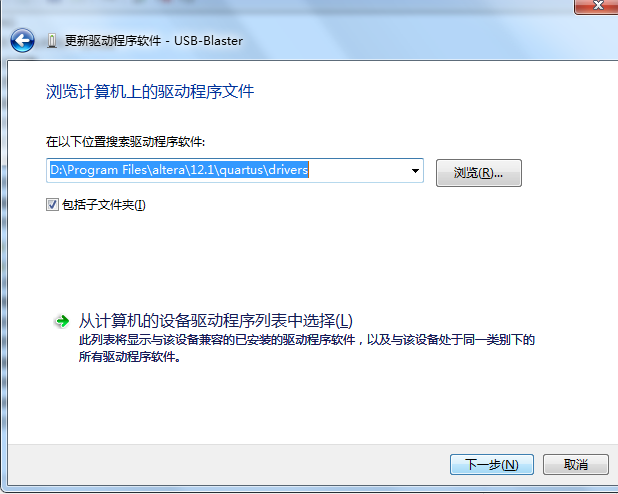 更新驱动程序软件 - USB-Blaster
浏览计算机上的驱动程序文件
在以下位置搜索驱动程序软件:
D:\Program Files\altera\12.1\quartus\drivers
浏览(R)...
包括子文件夹(I)
从计算机的设备驱动程序列表中选择(L)
此列表将显示与该设备兼容的已安装的驱动程序软件，以及与该设备处于同一类别下的
所有驱动程序软件。
下一步(N)
取消